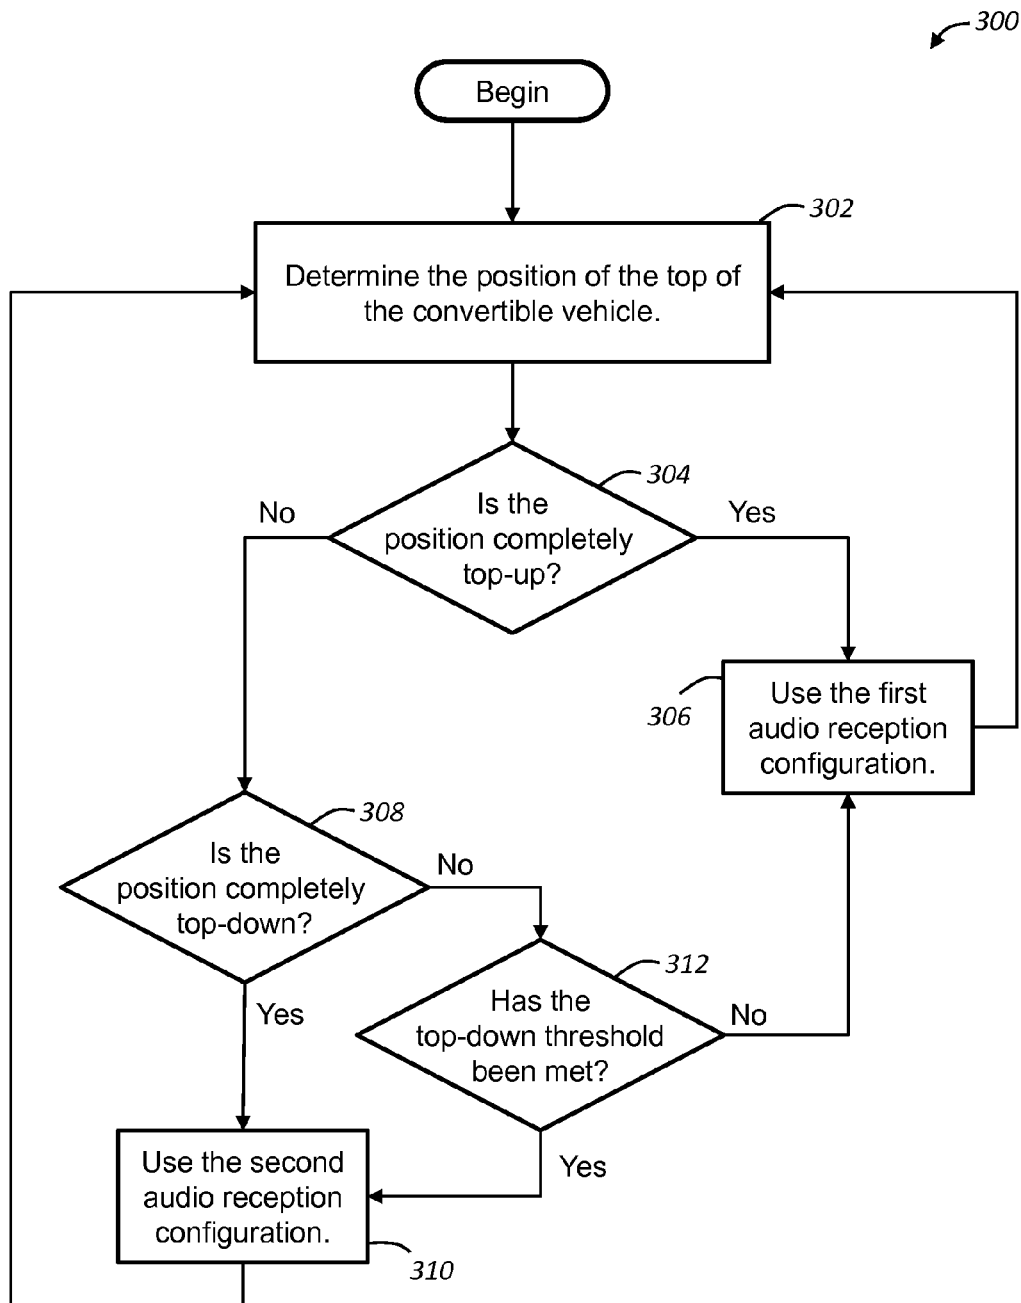 300
Begin
302
Determine the position of the top of
the convertible vehicle.
304
Is the
position completely
top-up?
No
Yes
306
Use the first
audio reception
configuration.
308
Is the
position completely
top-down?
No
Yes
312
Has the
top-down threshold
been met?
No
Yes
Use the second
audio reception
configuration.
310